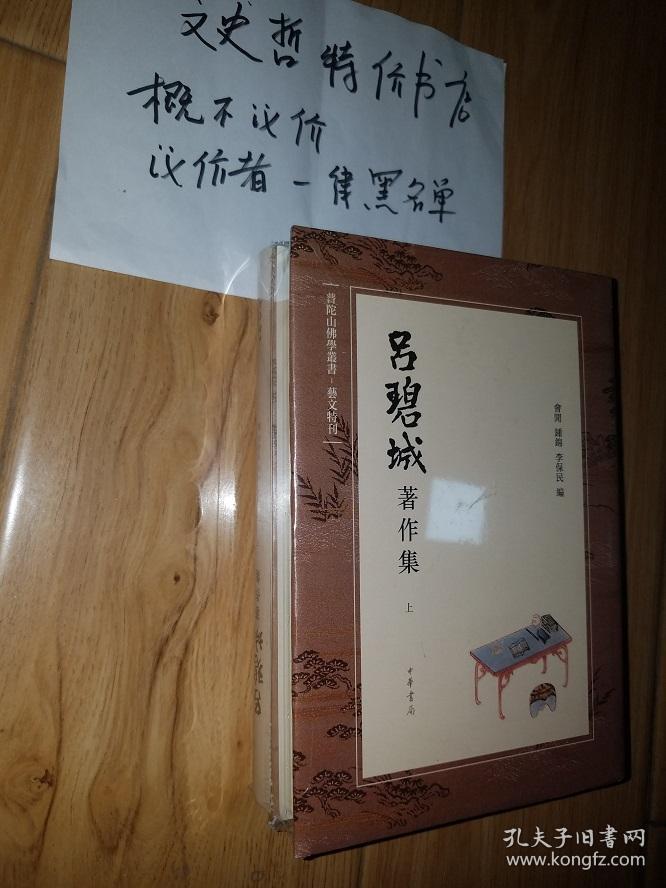 文史哲特价书店
概不议价
议价者一律黑名单
普陀山佛學叢書-藝文特刊
呂碧城
著作集
上
會閒 鍾錦 李保民 編
中華書局
孔夫子旧书网
www.kongfz.com